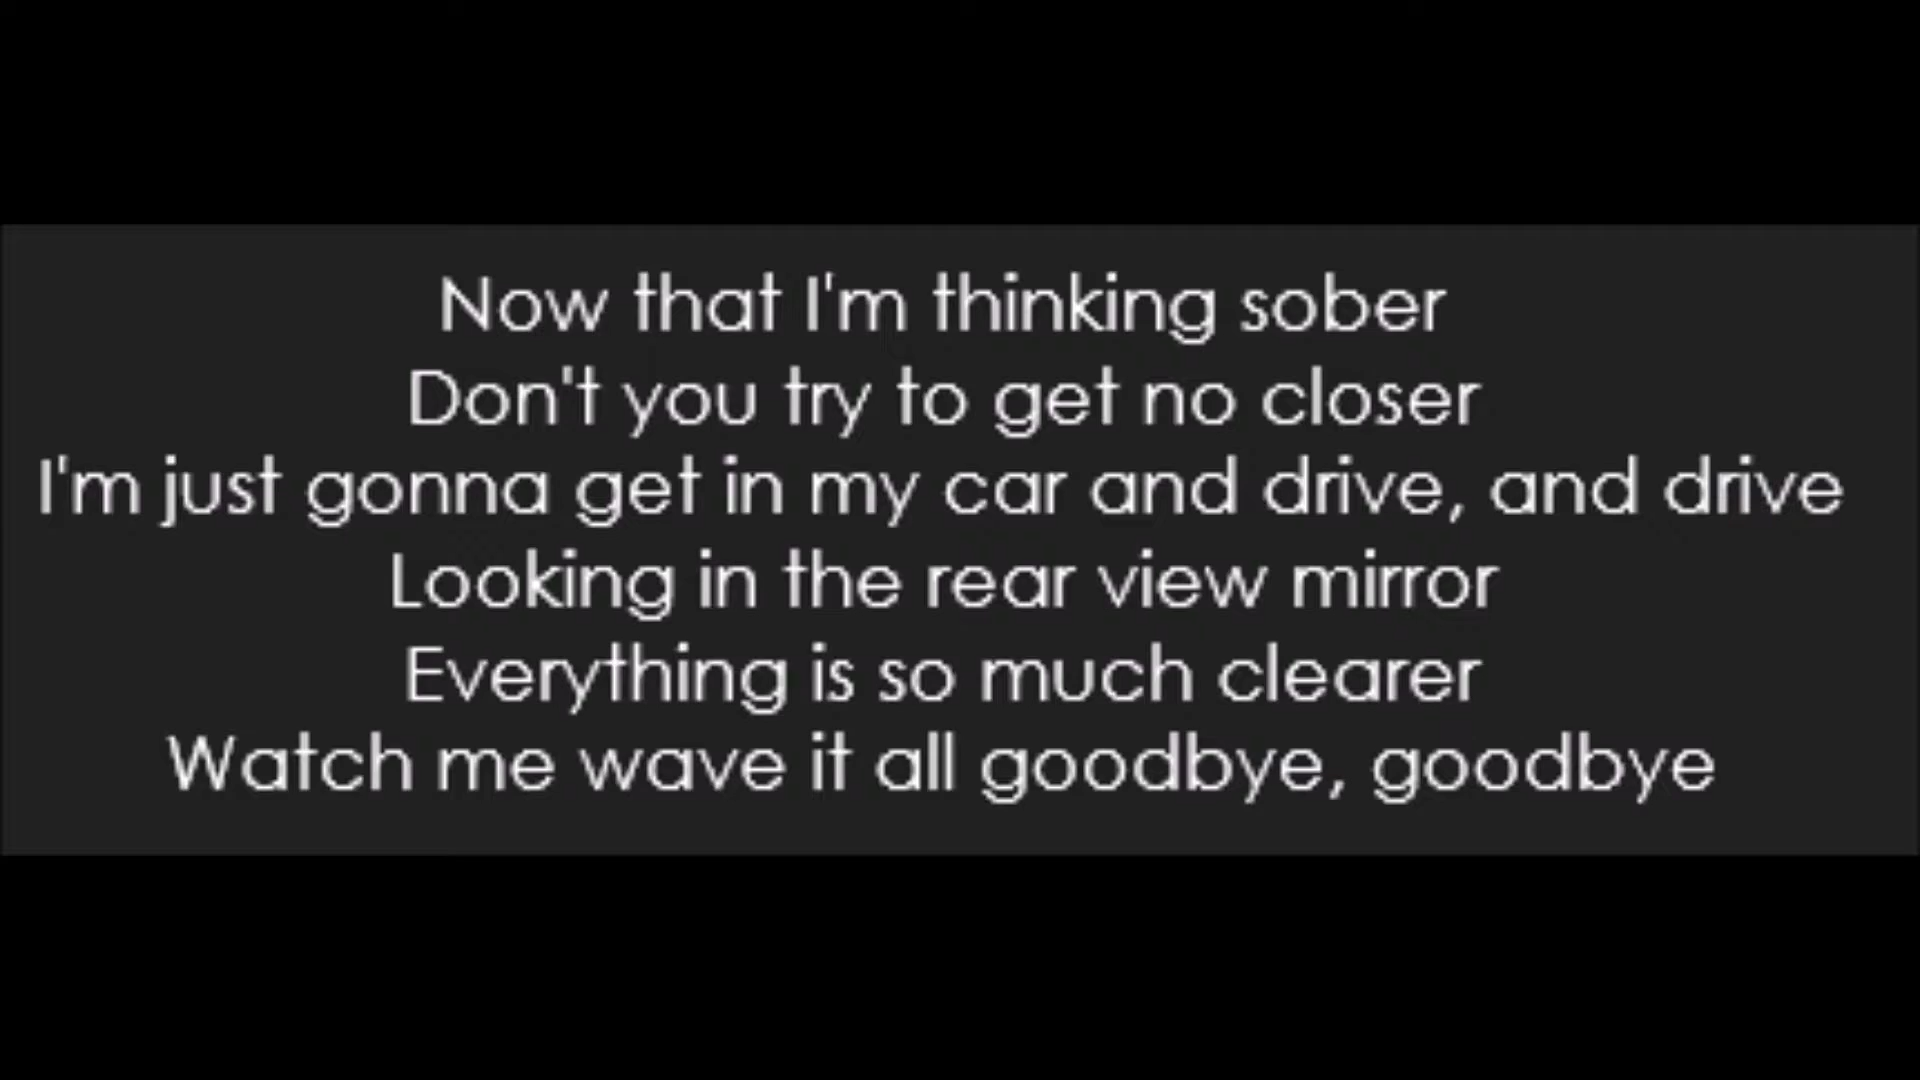 Now that I'm thinking sober
Don't you try to get no closer
I'm just gonna get in my car and drive, and drive
Looking in the rear view mirror
Everything is so much clearer
Watch me wave it all goodbye, goodbye